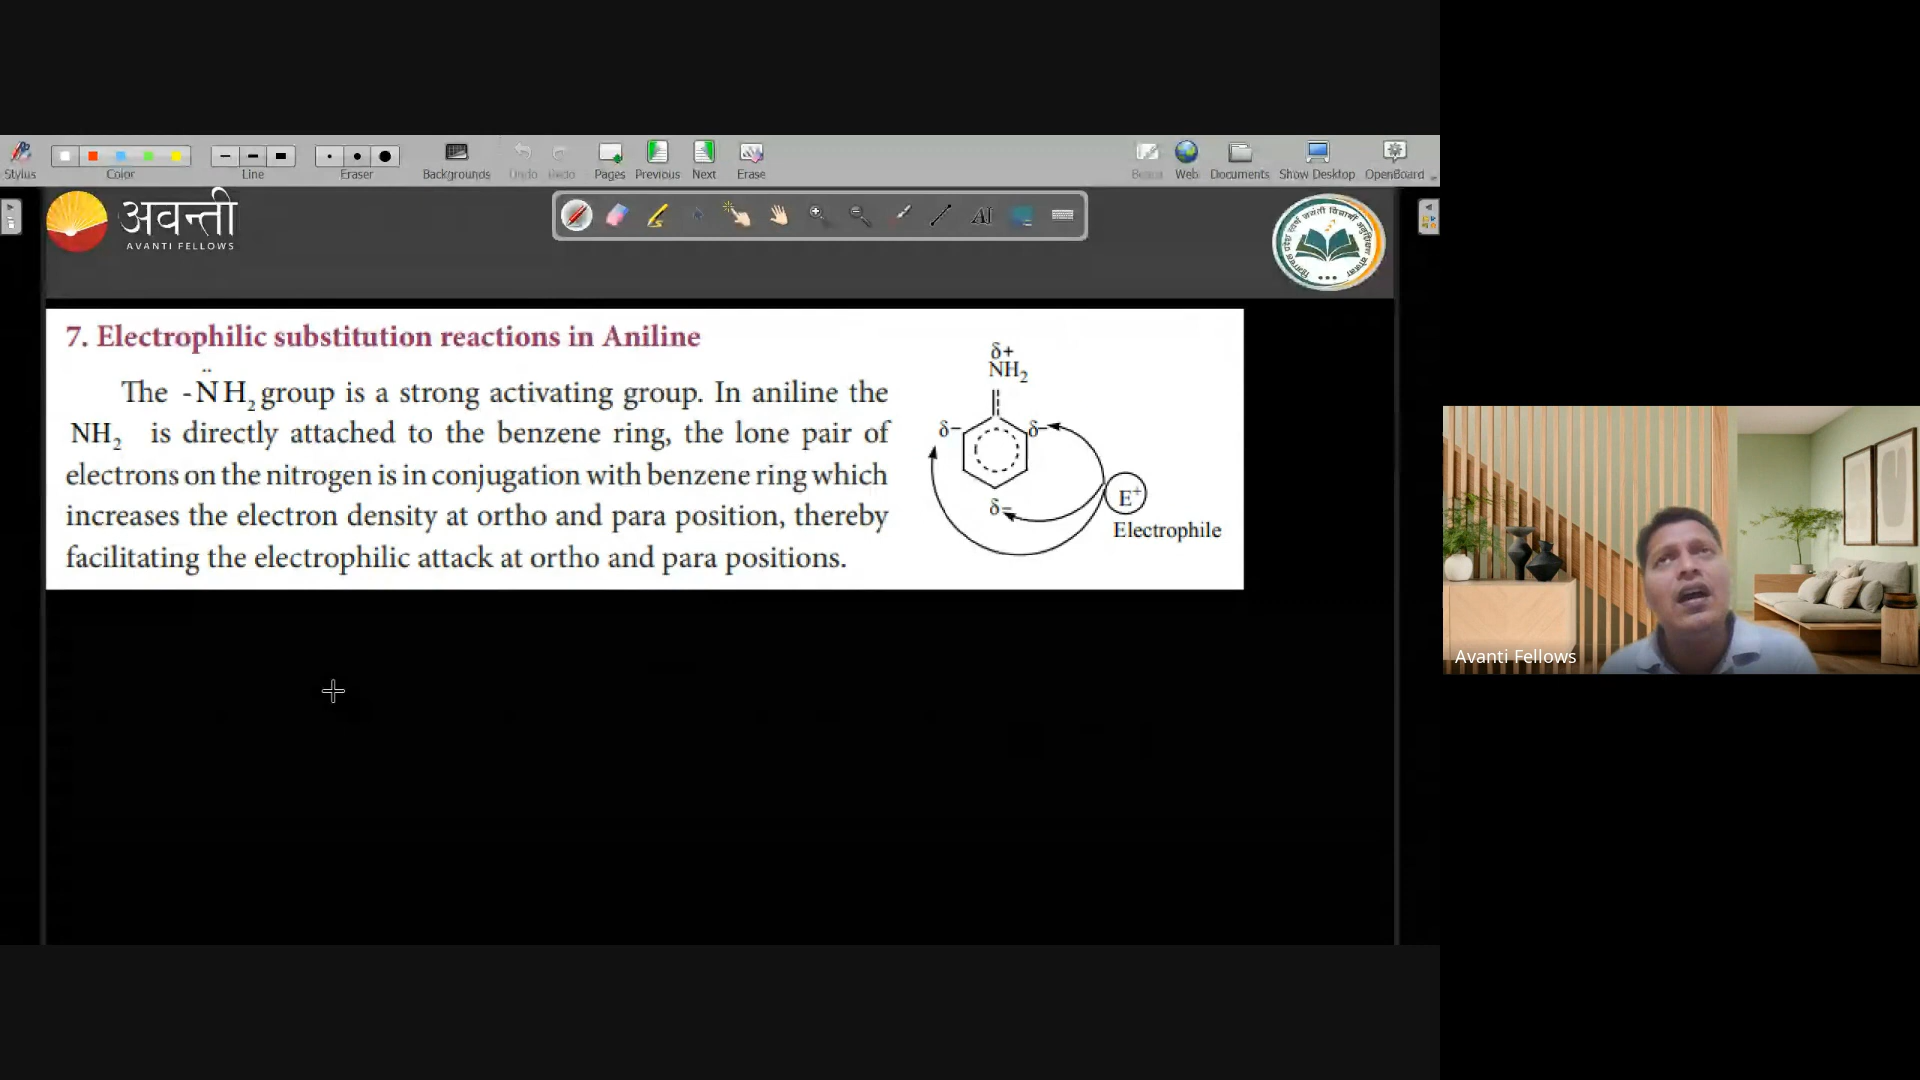 Stylus
Color
Line
Eraser
Backgrounds
Undo
Redo
Pages
Previous
Next
Erase
Board
Web
Documents
Show Desktop
OpenBoard
अवन्ती
AVANTI FELLOWS
7. Electrophilic substitution reactions in Aniline
The -N̈H₂ group is a strong activating group. In aniline the
NH₂ is directly attached to the benzene ring, the lone pair of
electrons on the nitrogen is in conjugation with benzene ring which
increases the electron density at ortho and para position, thereby
facilitating the electrophilic attack at ortho and para positions.
δ+
NH₂
δ–
δ–
δ–
E⁺
Electrophile
Avanti Fellows